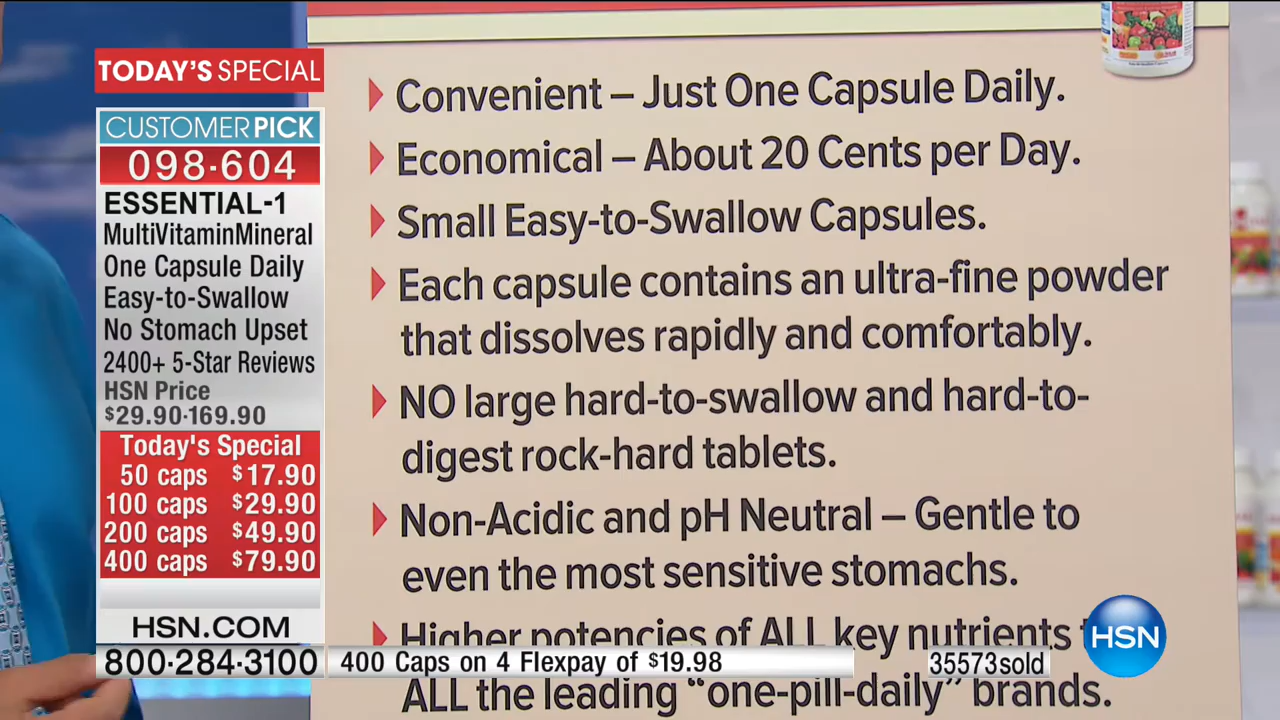 TODAY'S SPECIAL
CUSTOMER PICK
098·604
ESSENTIAL-1
MultiVitaminMineral
One Capsule Daily
Easy-to-Swallow
No Stomach Upset
2400+ 5-Star Reviews
HSN Price
$29.90-169.90
Today's Special
50 caps $17.90
100 caps $29.90
200 caps $49.90
400 caps $79.90
HSN.COM
800·284·3100
Convenient – Just One Capsule Daily.
Economical – About 20 Cents per Day.
Small Easy-to-Swallow Capsules.
Each capsule contains an ultra-fine powder
that dissolves rapidly and comfortably.
NO large hard-to-swallow and hard-to-
digest rock-hard tablets.
Non-Acidic and pH Neutral – Gentle to
even the most sensitive stomachs.
Higher potencies of ALL key nutrients
ALL the leading "one-pill-daily" brands.
HSN
400 Caps on 4 Flexpay of $19.98
35573sold